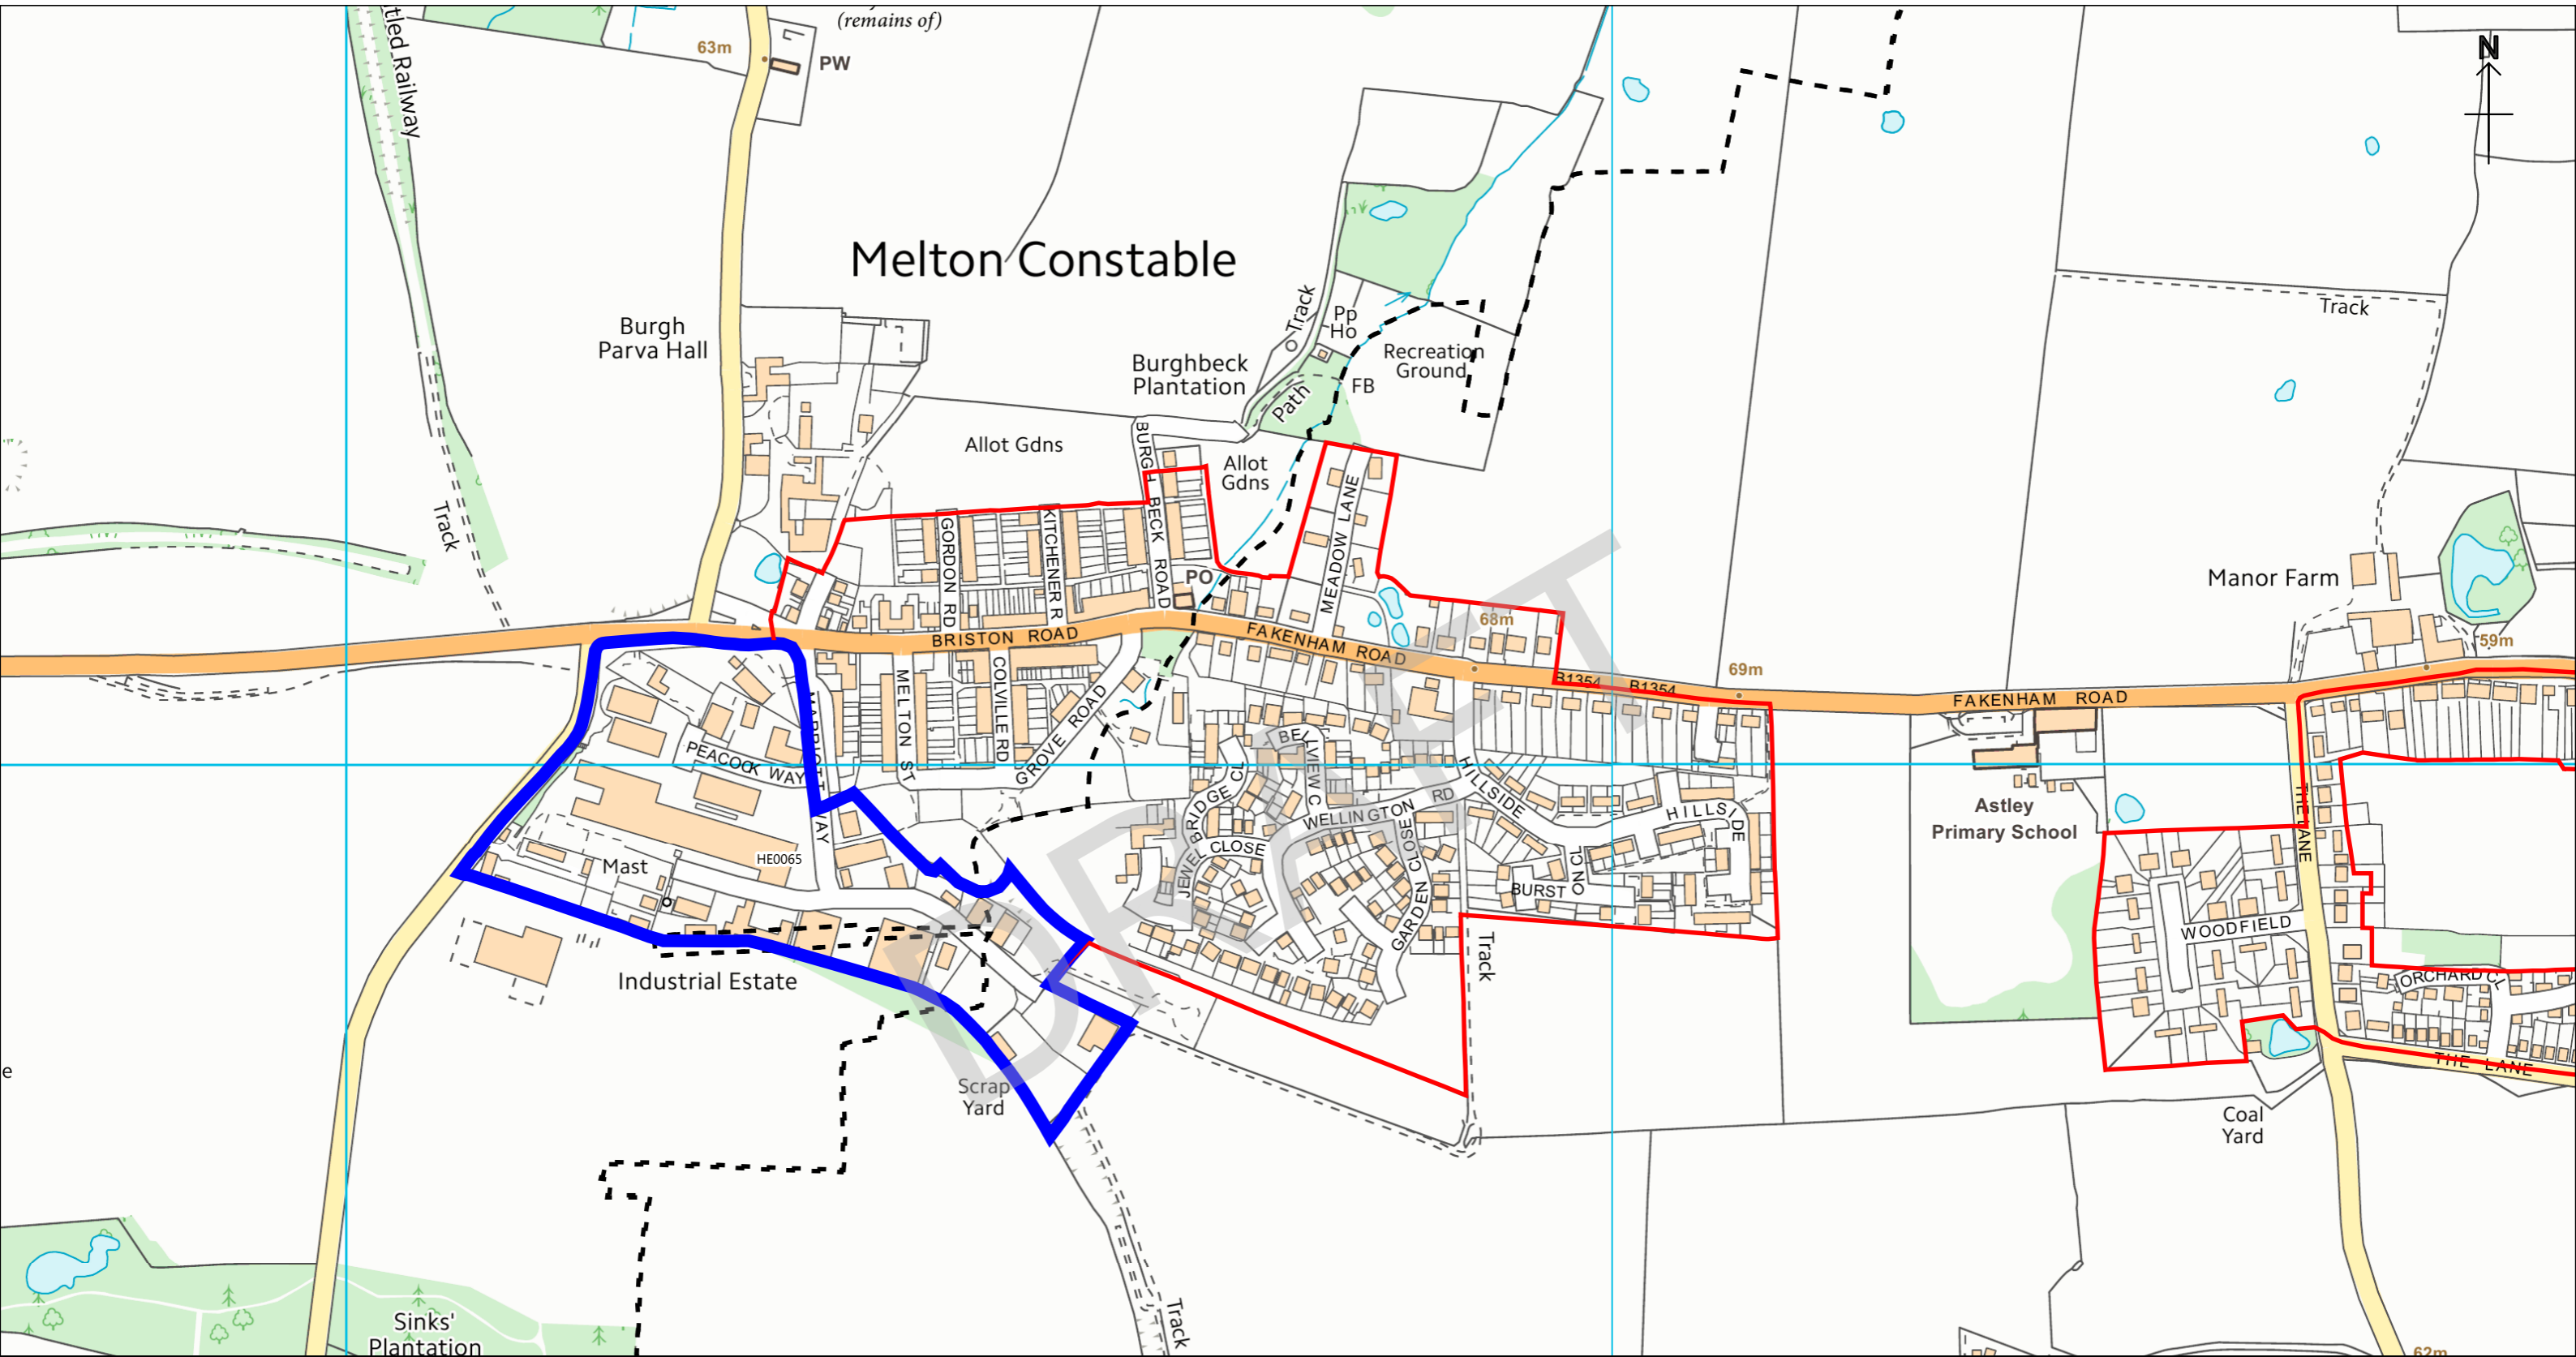 (remains of)
N
63m
PW
tled Railway
Melton Constable
Burgh
Parva Hall
Track
Pp
Ho
Track
Burghbeck
Plantation
Recreation
Ground
FB
Path
Allot Gdns
Allot
Gdns
BURGH BECK ROAD
MEADOW LANE
Track
GORDON RD
KITCHENER R
PO
Manor Farm
68m
59m
BRISTON ROAD
FAKENHAM ROAD
69m
B1354
B1354
FAKENHAM ROAD
MARRIOTT WAY
MELTON ST
COLVILLE RD
GROVE ROAD
PEACOCK WAY
BELVIEW C
HILLSIDE
JEWEL BRIDGE CL
WELLINGTON RD
HILLSIDE
THE LANE
Astley
Primary School
CLOSE
GARDEN CLOSE
BURST
ON CL
Mast
HE0065
WOODFIELD
Track
Industrial Estate
ORCHARD CL
DRAFT
THE LANE
Scrap
Yard
Coal
Yard
e
Track
Sinks'
Plantation
62m